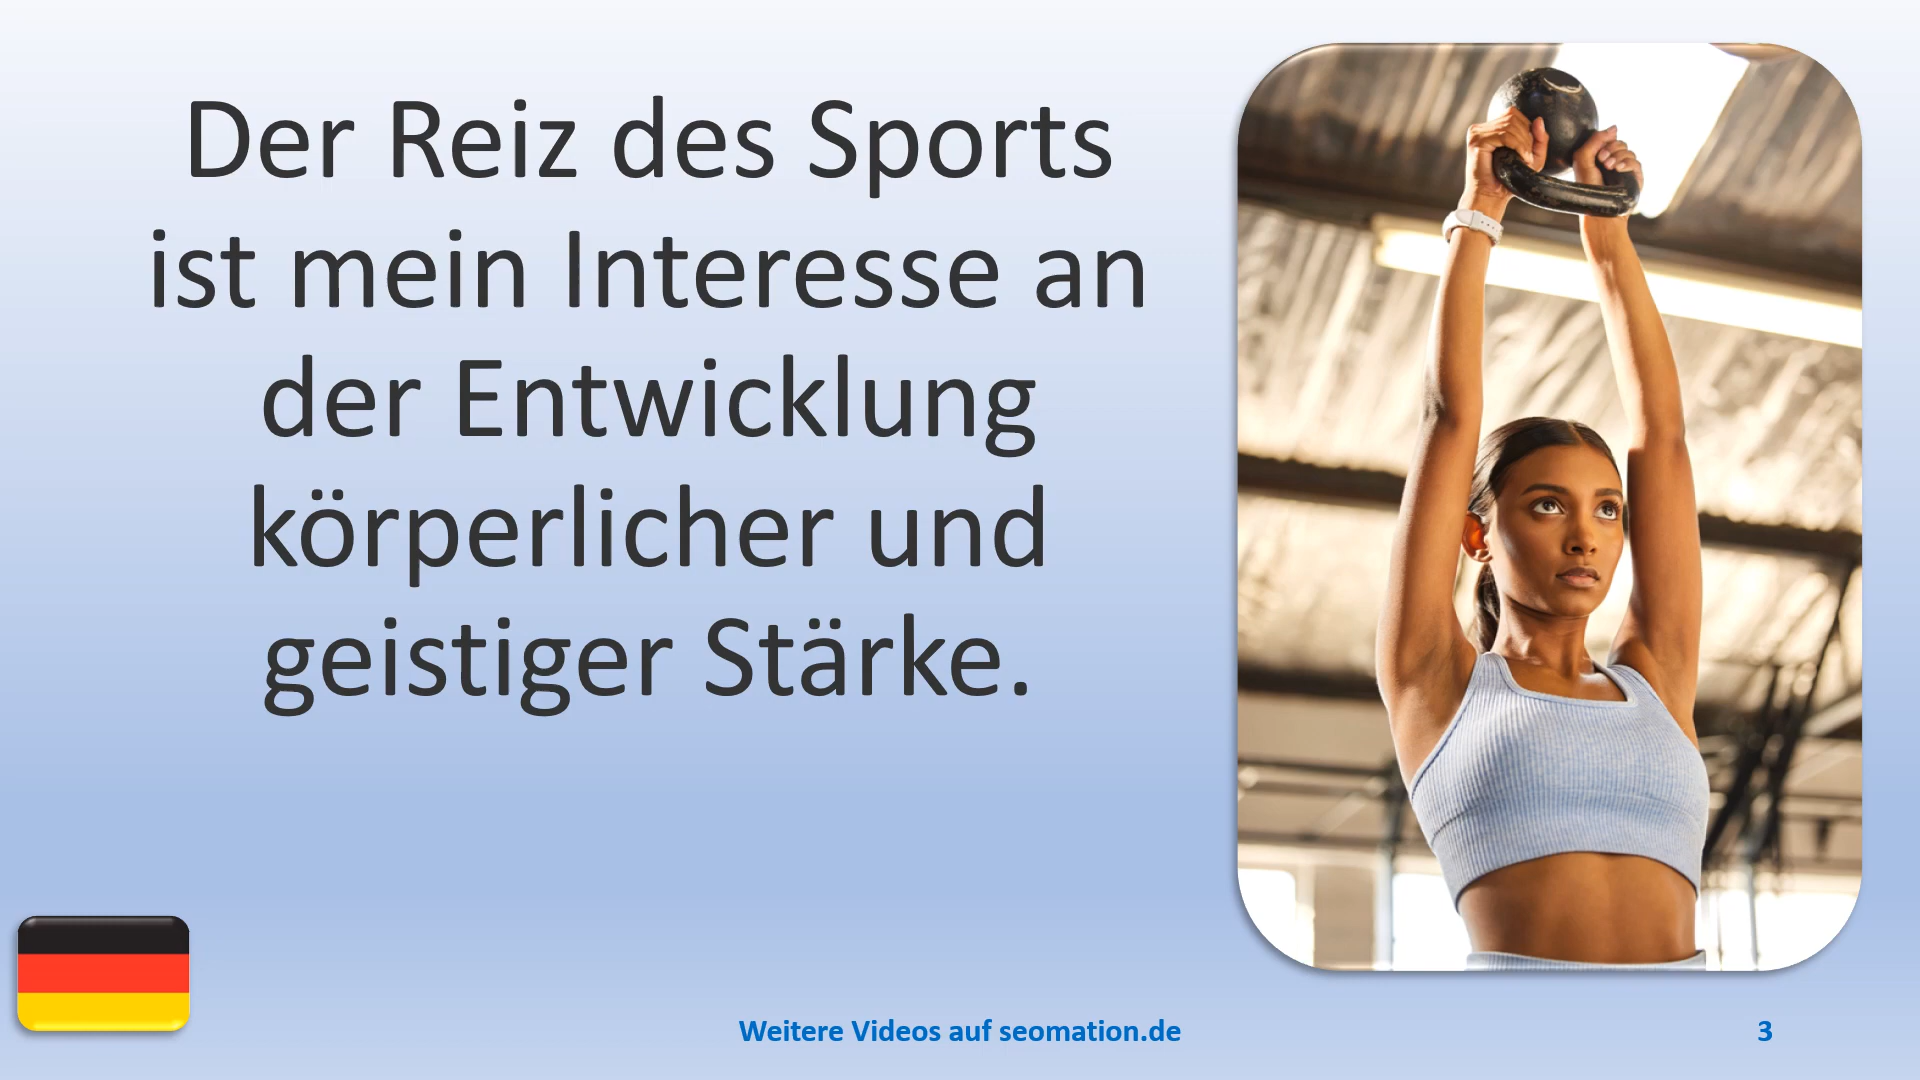 Der Reiz des Sports
ist mein Interesse an
der Entwicklung
körperlicher und
geistiger Stärke.
Weitere Videos auf seomation.de
3